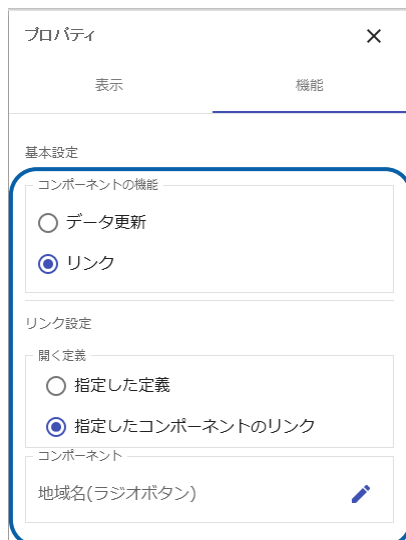 プロパティ
表示
機能
基本設定
コンポーネントの機能
データ更新
リンク
リンク設定
開く定義
指定した定義
指定したコンポーネントのリンク
コンポーネント
地域名(ラジオボタン)